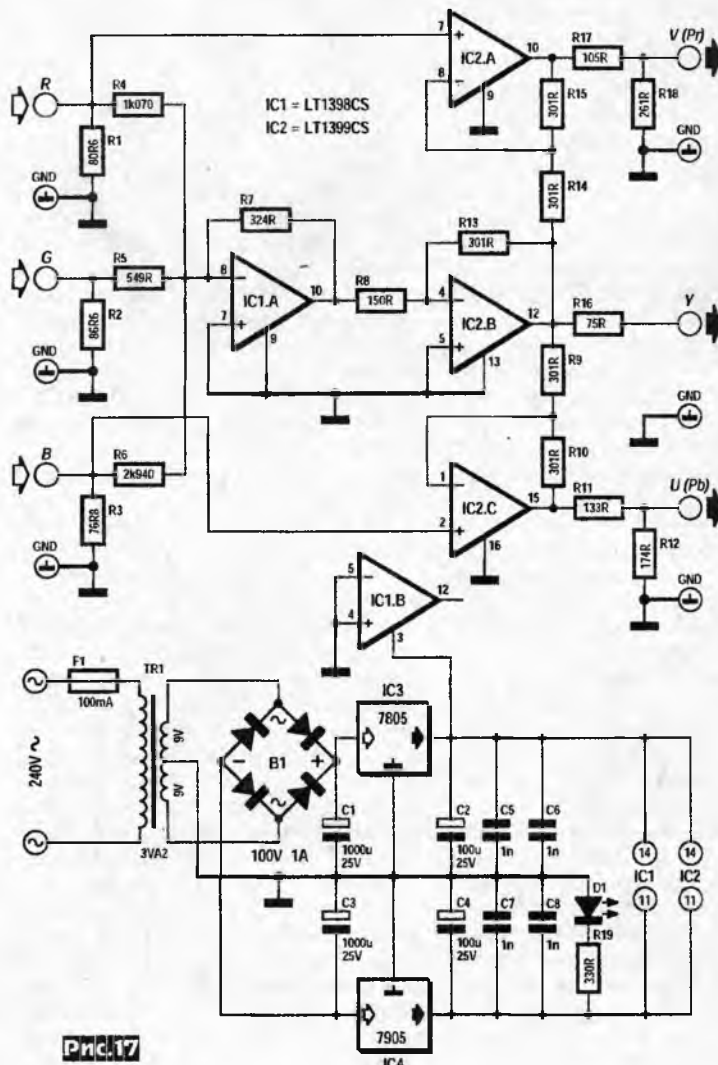 7
+
IC2.A
10
R17
105R
V (Pr)
8
−
9
R15
301R
R18
261R
GND
R
R4
1k070
IC1 = LT1398CS
IC2 = LT1399CS
R1
80R6
GND
R14
301R
R7
324R
R13
301R
G
R5
549R
8
−
IC1.A
10
R8
150R
4
−
IC2.B
12
R16
75R
Y
R2
86R6
7
+
9
5
+
13
R9
301R
GND
GND
B
R6
2k940
R10
301R
1
−
IC2.C
15
R11
133R
U (Pb)
R3
76R8
2
+
16
R12
174R
GND
GND
5
−
IC1.B
12
4
+
3
F1
100mA
TR1
IC3
7805
240V ~
9V
9V
~
−
B1
+
~
3VA2
100V 1A
C1
1000u
25V
C2
100u
25V
C5
1n
C6
1n
14
14
IC1
IC2
11
11
C3
1000u
25V
C4
100u
25V
C7
1n
C8
1n
D1
R19
330R
7905
IC4
Рис.17